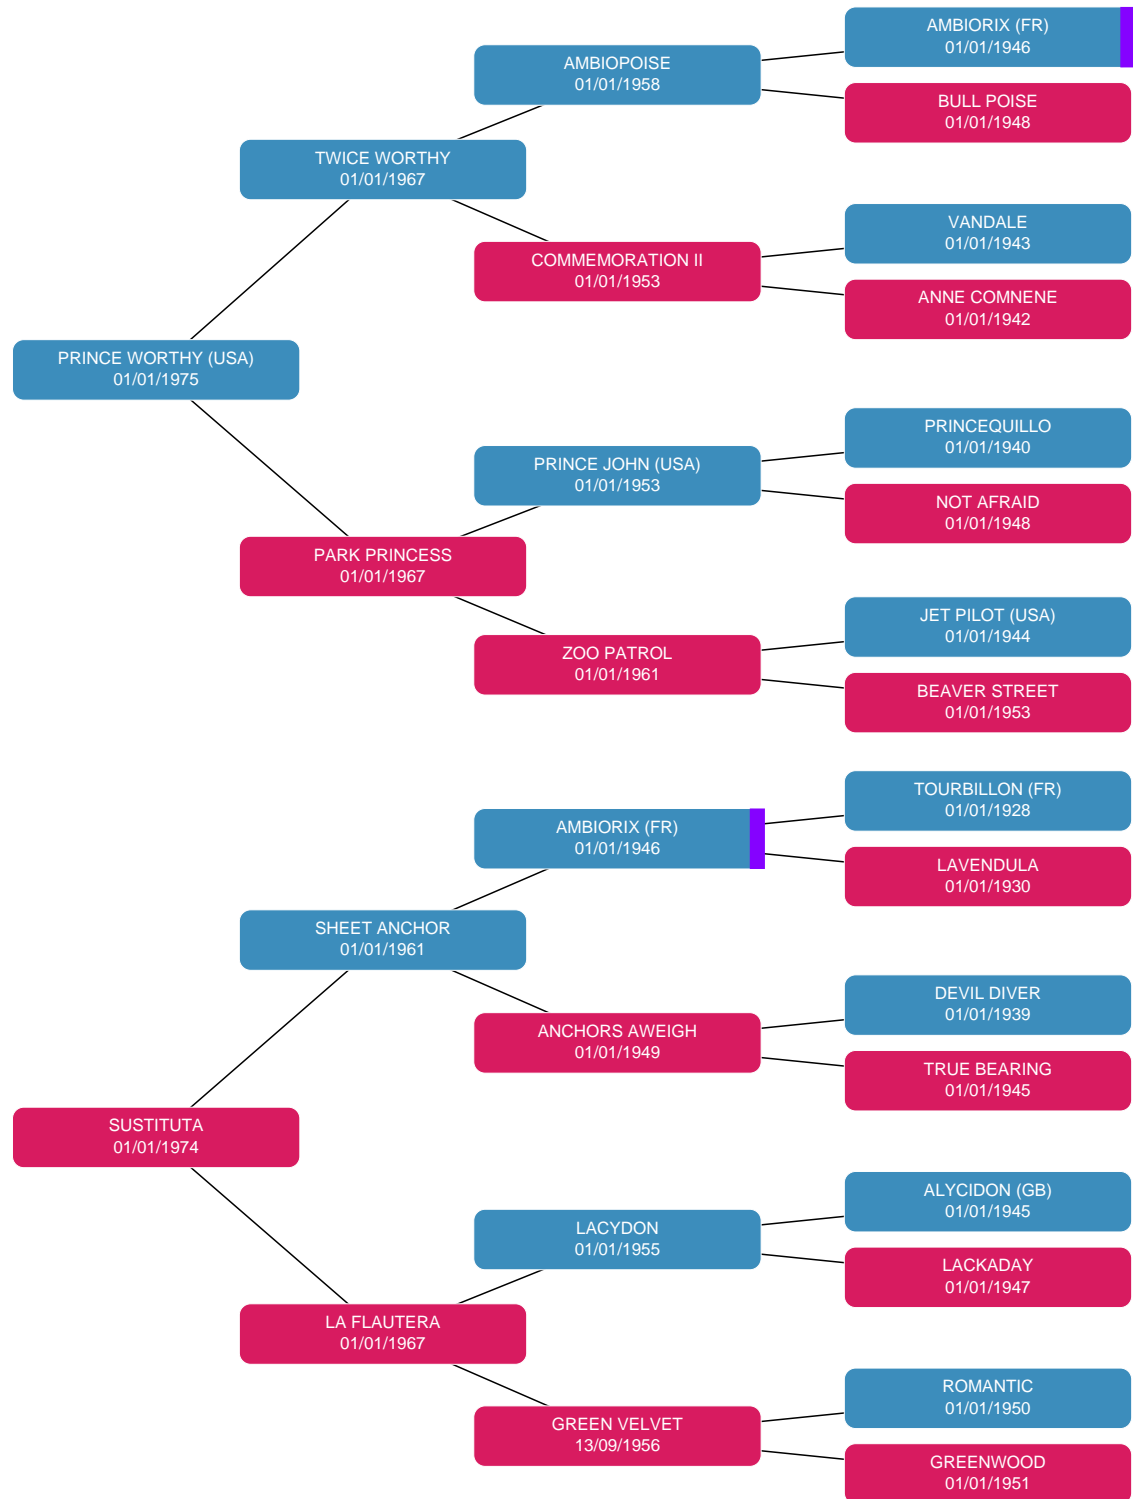 AMBIORIX (FR)
01/01/1946
AMBIOPOISE
01/01/1958
BULL POISE
01/01/1948
TWICE WORTHY
01/01/1967
VANDALE
01/01/1943
COMMEMORATION II
01/01/1953
ANNE COMNENE
01/01/1942
PRINCE WORTHY (USA)
01/01/1975
PRINCEQUILLO
01/01/1940
PRINCE JOHN (USA)
01/01/1953
NOT AFRAID
01/01/1948
PARK PRINCESS
01/01/1967
JET PILOT (USA)
01/01/1944
ZOO PATROL
01/01/1961
BEAVER STREET
01/01/1953
TOURBILLON (FR)
01/01/1928
AMBIORIX (FR)
01/01/1946
LAVENDULA
01/01/1930
SHEET ANCHOR
01/01/1961
DEVIL DIVER
01/01/1939
ANCHORS AWEIGH
01/01/1949
TRUE BEARING
01/01/1945
SUSTITUTA
01/01/1974
ALYCIDON (GB)
01/01/1945
LACYDON
01/01/1955
LACKADAY
01/01/1947
LA FLAUTERA
01/01/1967
ROMANTIC
01/01/1950
GREEN VELVET
13/09/1956
GREENWOOD
01/01/1951